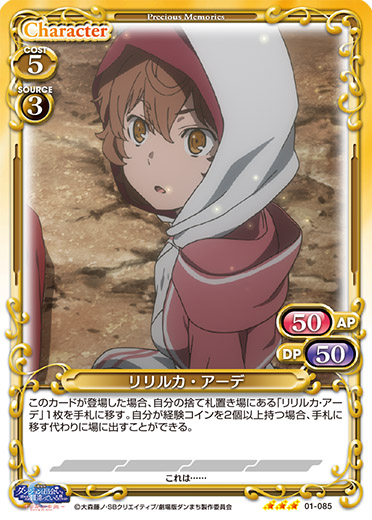 Precious Memories
Character
COST
5
SOURCE
3
50 AP
DP 50
リリルカ・アーデ
このカードが登場した場合、自分の捨て札置き場にある「リリルカ・アー
デ」1枚を手札に移す。自分が経験コインを2個以上持つ場合、手札に
移す代わりに場に出すことができる。
これは……
©大森藤ノ・SBクリエイティブ/劇場版ダンまち製作委員会
01-085